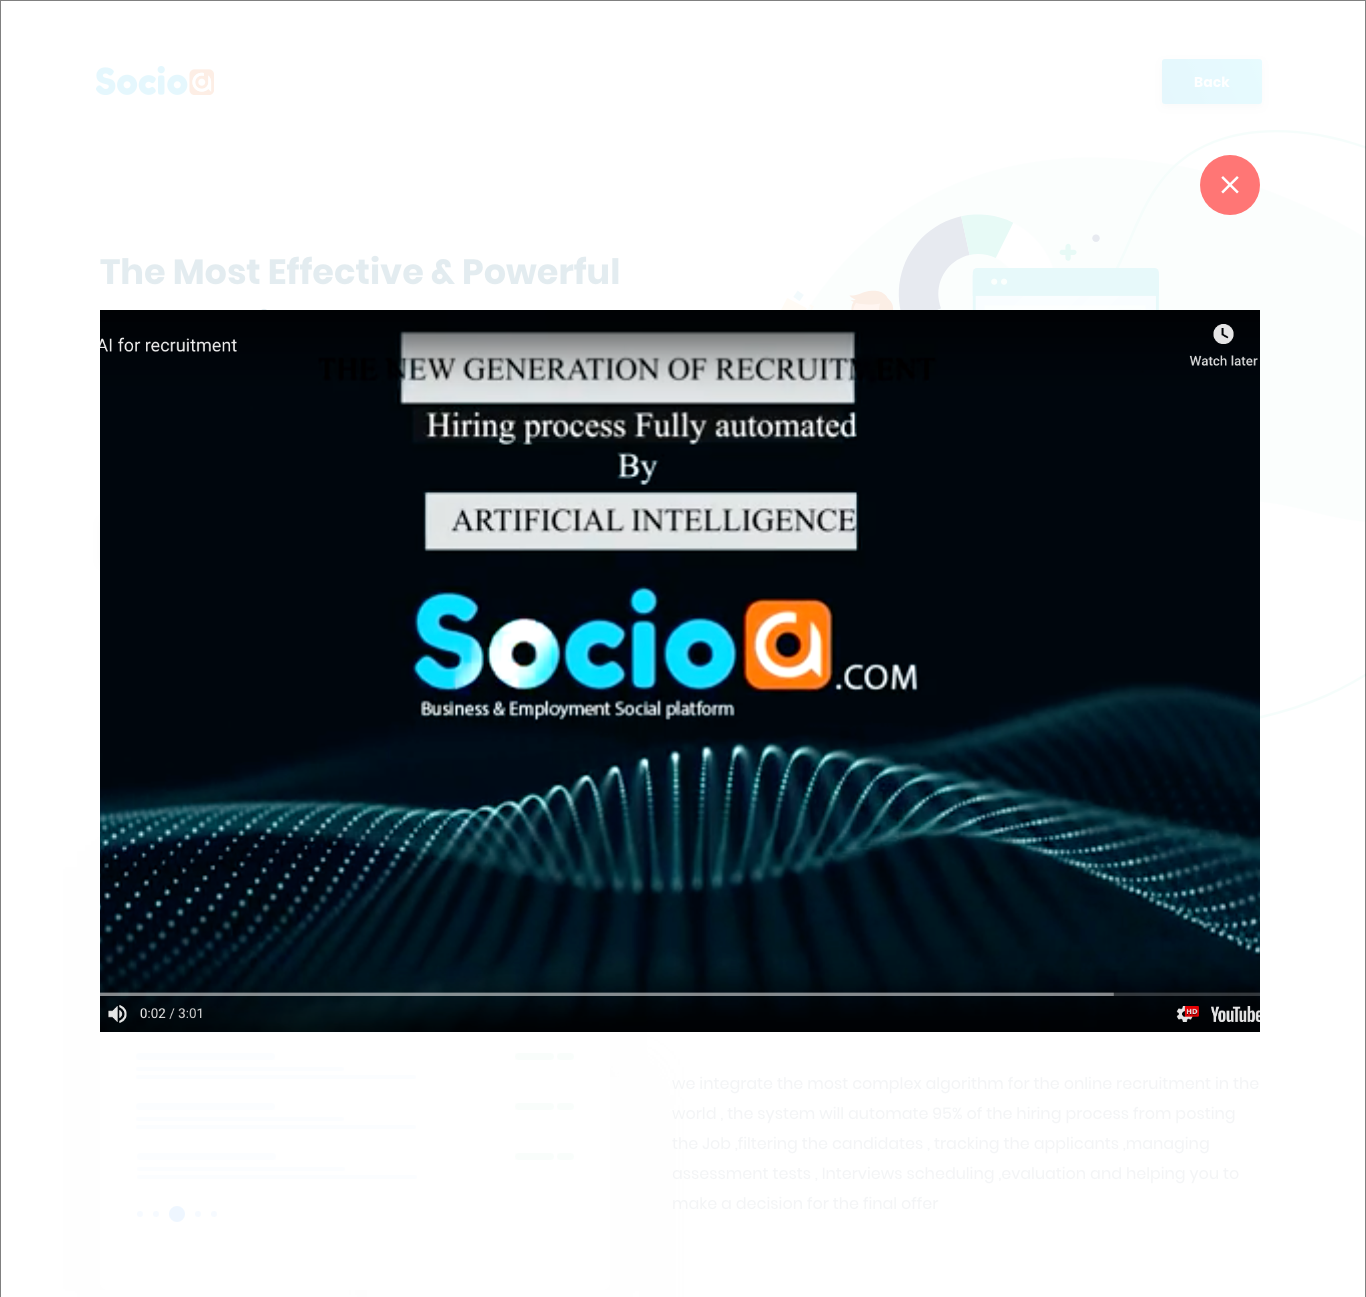 Socioa
Back
The Most Effective & Powerful
AI for recruitment
Watch later
THE NEW GENERATION OF RECRUITMENT
Hiring process Fully automated
By
ARTIFICIAL INTELLIGENCE
Socioa.COM
Business & Employment Social platform
0:02 / 3:01
HD
YouTube
we integrate the most complex algorithm for the online recruitment in the
world , the system will automate 95% of the hiring process from posting
the Job ,filtering the candidates , tracking the applicants ,managing
assessment tests , Interviews scheduling ,evaluation and helping you to
make a decision for the final offer.